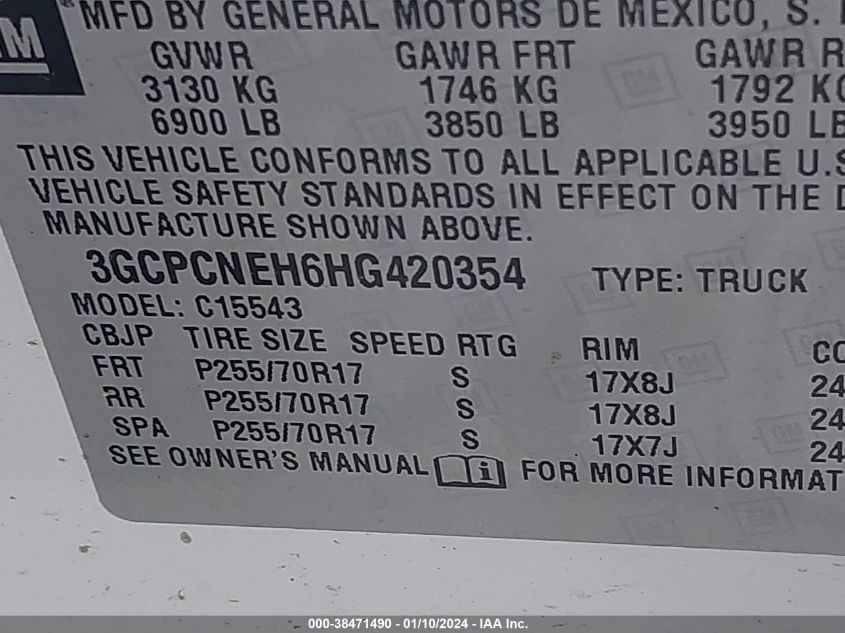 GM
® MFD BY GENERAL MOTORS DE MEXICO, S.
GVWR GAWR FRT GAWR R
3130 KG 1746 KG 1792 KG
6900 LB 3850 LB 3950 LB
THIS VEHICLE CONFORMS TO ALL APPLICABLE U.S
VEHICLE SAFETY STANDARDS IN EFFECT ON THE D
MANUFACTURE SHOWN ABOVE.
3GCPCNEH6HG420354 TYPE: TRUCK
MODEL: C15543
CBJP TIRE SIZE SPEED RTG RIM CO
FRT P255/70R17 S 17X8J 24
RR P255/70R17 S 17X8J 24
SPA P255/70R17 S 17X7J 24
SEE OWNER'S MANUAL i FOR MORE INFORMAT
000-38471490 - 01/10/2024 - IAA Inc.